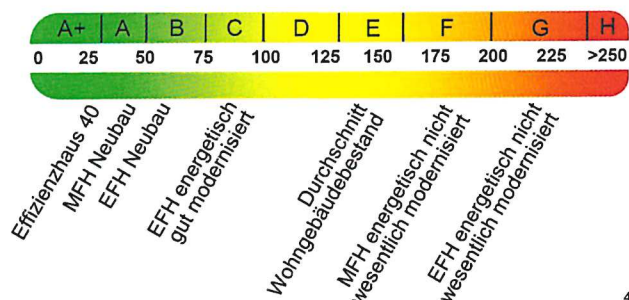 A+ A B C D E F G H
0 25 50 75 100 125 150 175 200 225 >250
Effizienzhaus 40
MFH Neubau
EFH Neubau
EFH energetisch
gut modernisiert
Durchschnitt
Wohngebäudebestand
MFH energetisch nicht
wesentlich modernisiert
EFH energetisch nicht
wesentlich modernisiert
4